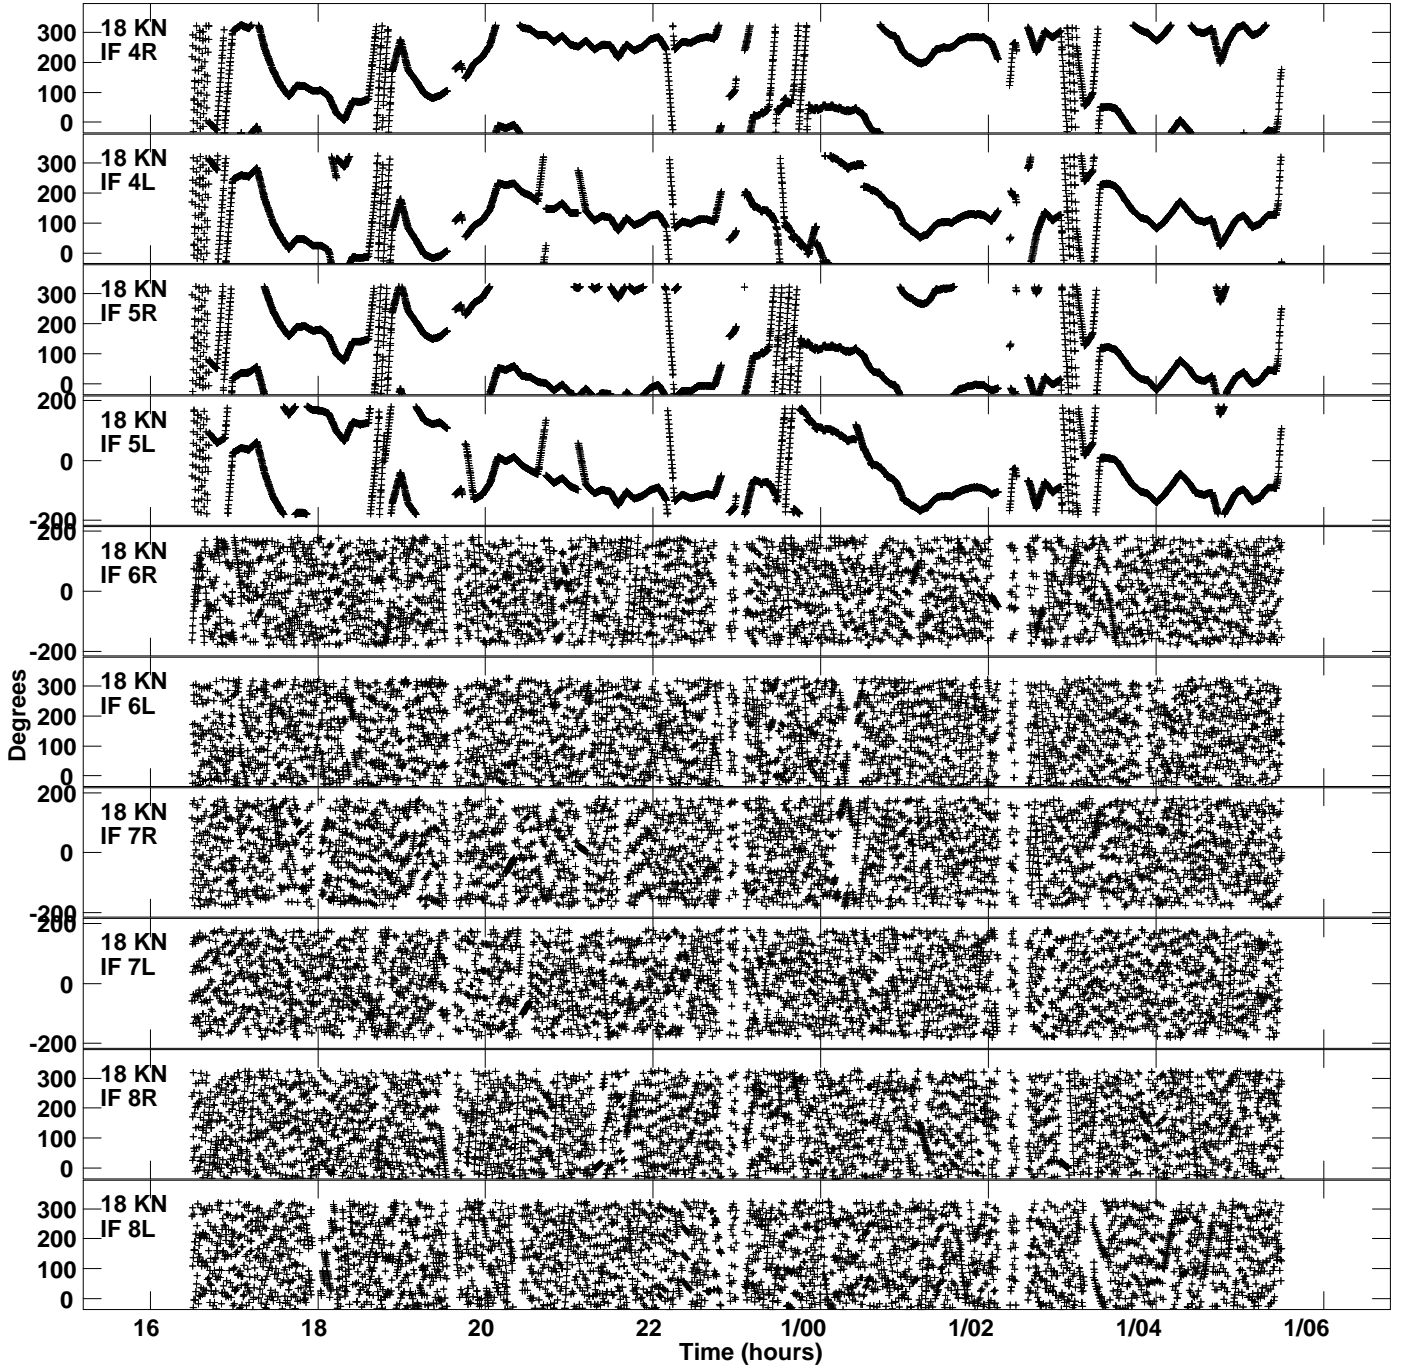 18 KN
IF 4R
300
200
100
0
18 KN
IF 4L
300
200
100
0
18 KN
IF 5R
300
200
100
0
18 KN
IF 5L
200
0
-200
18 KN
IF 6R
200
0
-200
18 KN
IF 6L
300
200
100
0
Degrees
18 KN
IF 7R
200
0
-200
18 KN
IF 7L
200
0
-200
18 KN
IF 8R
300
200
100
0
18 KN
IF 8L
300
200
100
0
16 18 20 22 1/00 1/02 1/04 1/06
Time (hours)